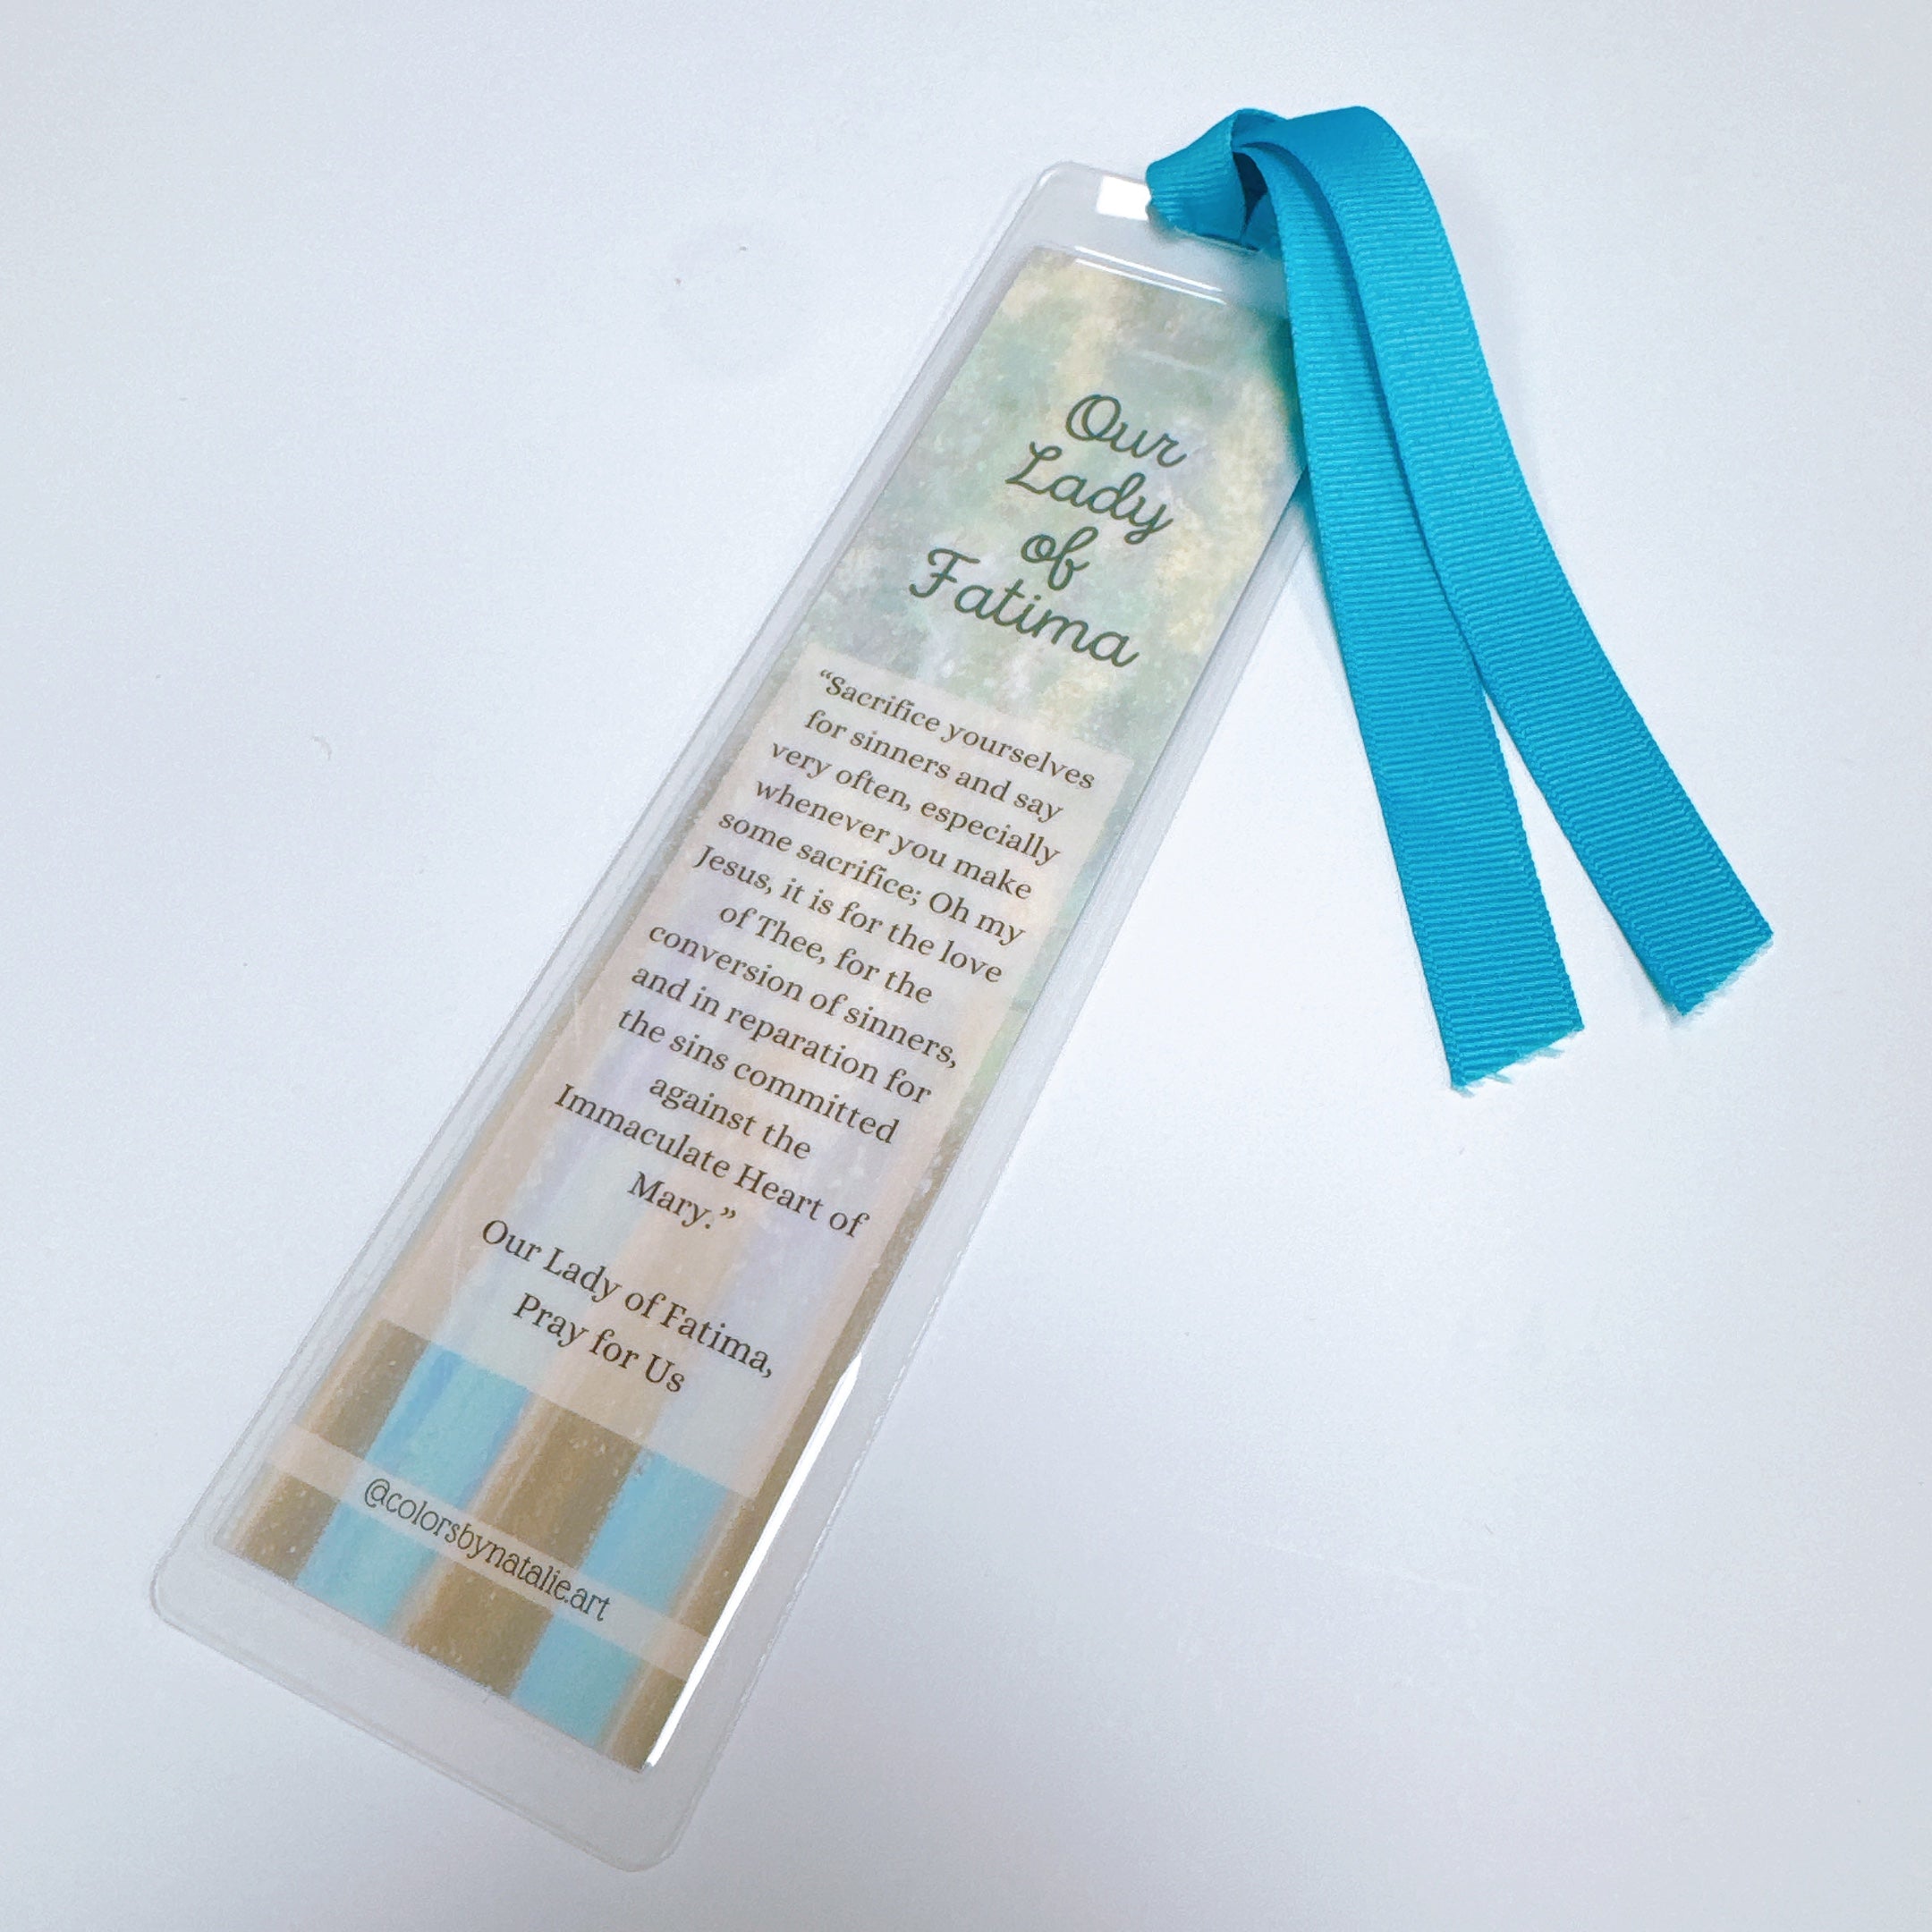 Our
Lady
of
Fatima
“Sacrifice yourselves
for sinners and say
very often, especially
whenever you make
some sacrifice; Oh my
Jesus, it is for the love
of Thee, for the
conversion of sinners,
and in reparation for
the sins committed
against the
Immaculate Heart of
Mary.”
Our Lady of Fatima,
Pray for Us
@colorsbynatalie.art